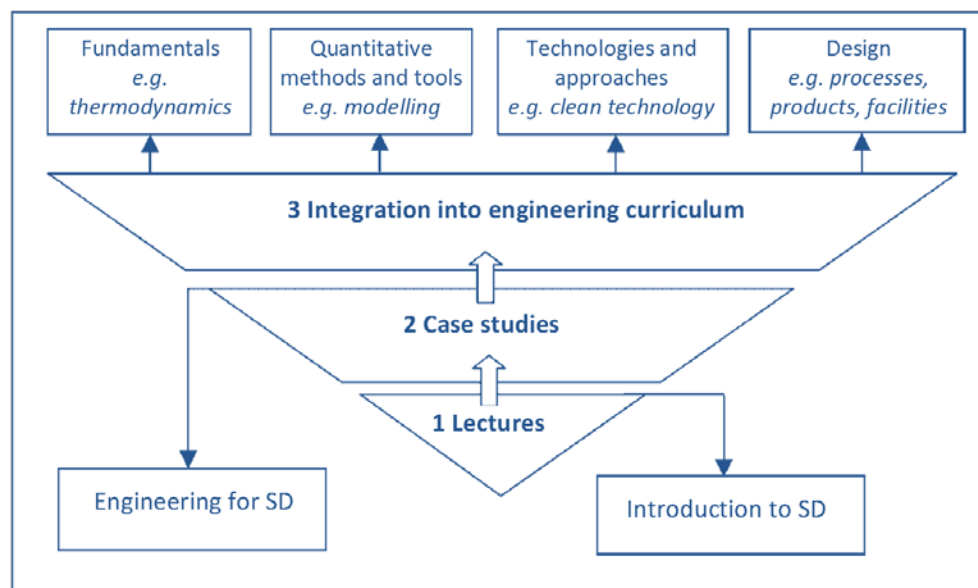 Fundamentals
e.g.
thermodynamics
Quantitative
methods and tools
e.g. modelling
Technologies and
approaches
e.g. clean technology
Design
e.g. processes,
products, facilities
3 Integration into engineering curriculum
2 Case studies
1 Lectures
Engineering for SD
Introduction to SD